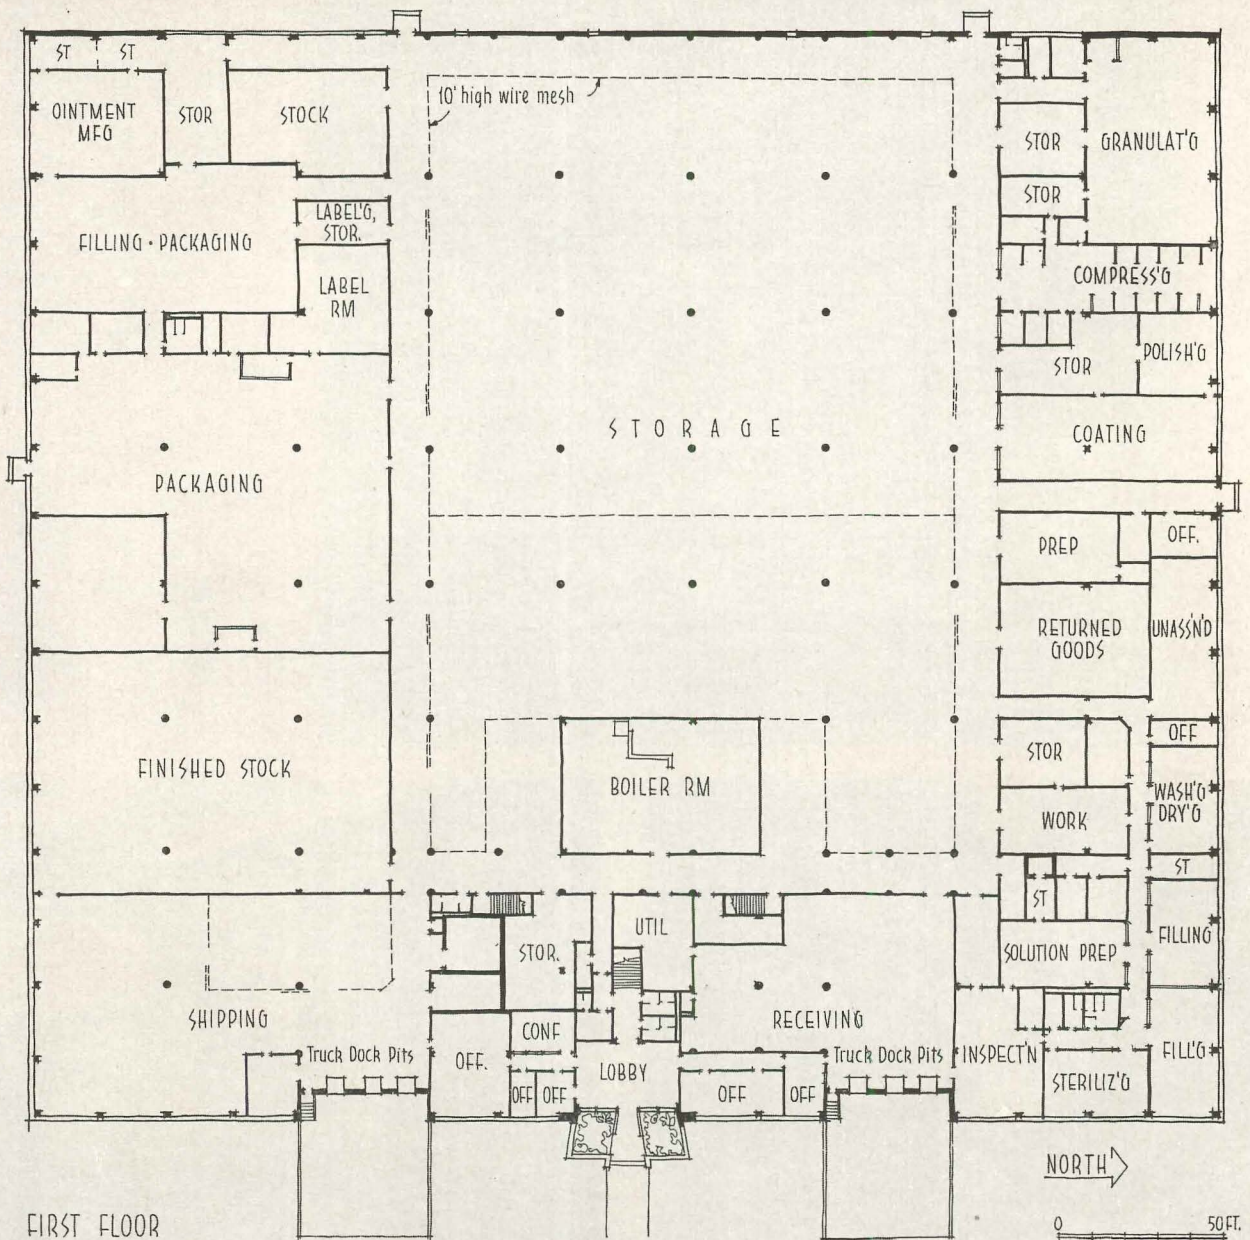 ST
ST
OINTMENT
MFG
STOR
STOCK
10' high wire mesh
STOR
GRANULAT'G
STOR
LABEL'G,
STOR.
FILLING · PACKAGING
LABEL
RM
COMPRESS'G
STOR
POLISH'G
STORAGE
COATING
PACKAGING
PREP
OFF.
RETURNED
GOODS
UNASS'N'D
FINISHED STOCK
BOILER RM
STOR
OFF
WORK
WASH'G
DRY'G
ST
ST
UTIL
STOR.
FILLING
SOLUTION PREP
SHIPPING
RECEIVING
CONF
Truck Dock Pits
OFF.
LOBBY
Truck Dock Pits
INSPECT'N
FILL'G
STERILIZ'G
OFF
OFF
OFF
OFF
NORTH
FIRST FLOOR
0 50 FT.